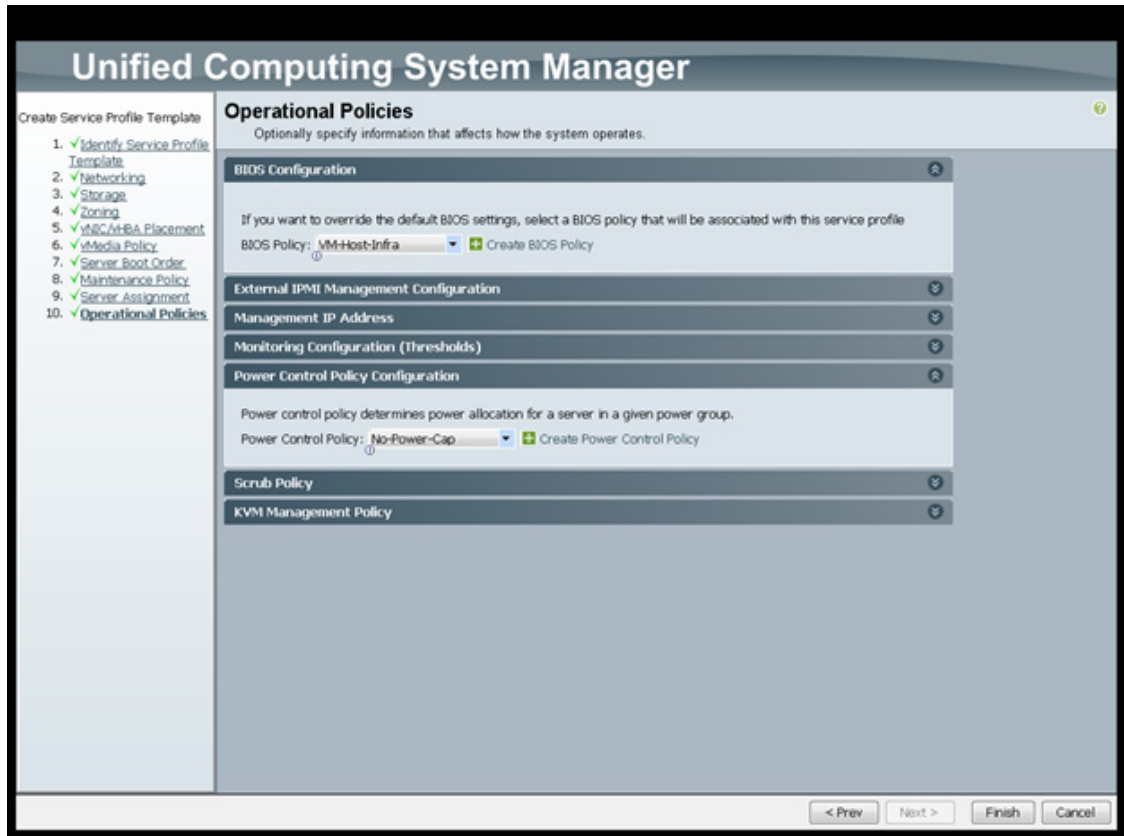 Unified Computing System Manager
Create Service Profile Template
1. √Identify Service Profile
Template
2. √Networking
3. √Storage
4. √Zoning
5. √vNIC/vHBA Placement
6. √vMedia Policy
7. √Server Boot Order
8. √Maintenance Policy
9. √Server Assignment
10. √Operational Policies
Operational Policies
Optionally specify information that affects how the system operates.
BIOS Configuration
If you want to override the default BIOS settings, select a BIOS policy that will be associated with this service profile
BIOS Policy: VM-Host-Infra Create BIOS Policy
External IPMI Management Configuration
Management IP Address
Monitoring Configuration (Thresholds)
Power Control Policy Configuration
Power control policy determines power allocation for a server in a given power group.
Power Control Policy: No-Power-Cap Create Power Control Policy
Scrub Policy
KVM Management Policy
< Prev Next > Finish Cancel